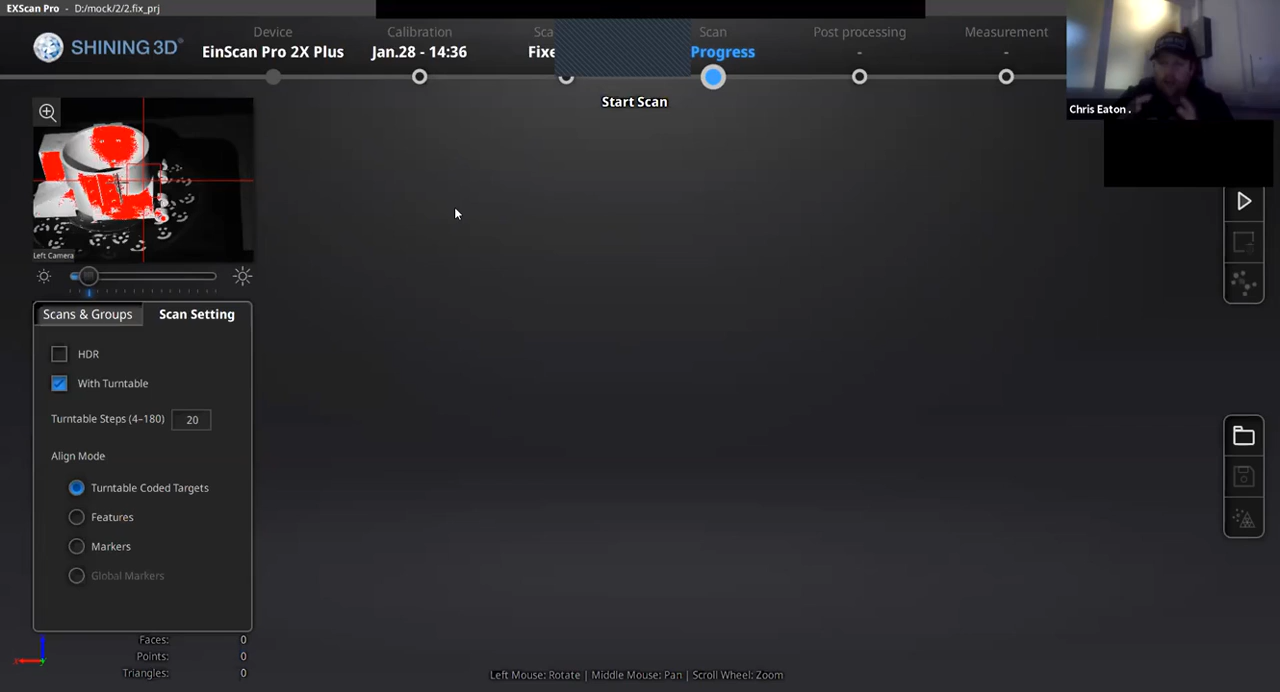 EXScan Pro - D:/mock/2/2.fix_prj
SHINING 3D®
Device
EinScan Pro 2X Plus
Calibration
Jan.28 - 14:36
Sca
Fixe
Scan
Progress
Post processing
-
Measurement
-
Chris Eaton .
Start Scan
Left Camera
Scans & Groups
Scan Setting
HDR
With Turntable
Turntable Steps (4–180) 20
Align Mode
Turntable Coded Targets
Features
Markers
Global Markers
Faces: 0
Points: 0
Triangles: 0
Left Mouse: Rotate | Middle Mouse: Pan | Scroll Wheel: Zoom